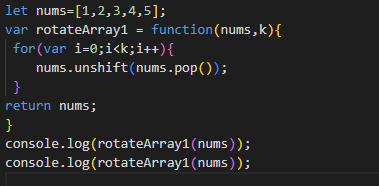 let nums=[1,2,3,4,5];
var rotateArray1 = function(nums,k){
for(var i=0;i<k;i++){
nums.unshift(nums.pop());
}
return nums;
}
console.log(rotateArray1(nums));
console.log(rotateArray1(nums));